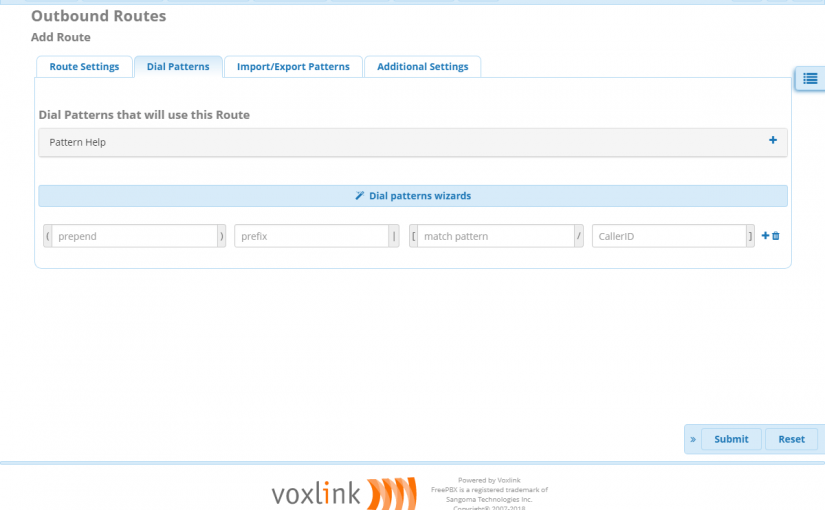 Outbound Routes
Add Route
Route Settings Dial Patterns Import/Export Patterns Additional Settings
Dial Patterns that will use this Route
Pattern Help +
Dial patterns wizards
( prepend ) prefix | [ match pattern / CallerID ] +
» Submit Reset
voxlink
Powered by Voxlink
FreePBX is a registered trademark of
Sangoma Technologies Inc.
Copyright© 2007-2018